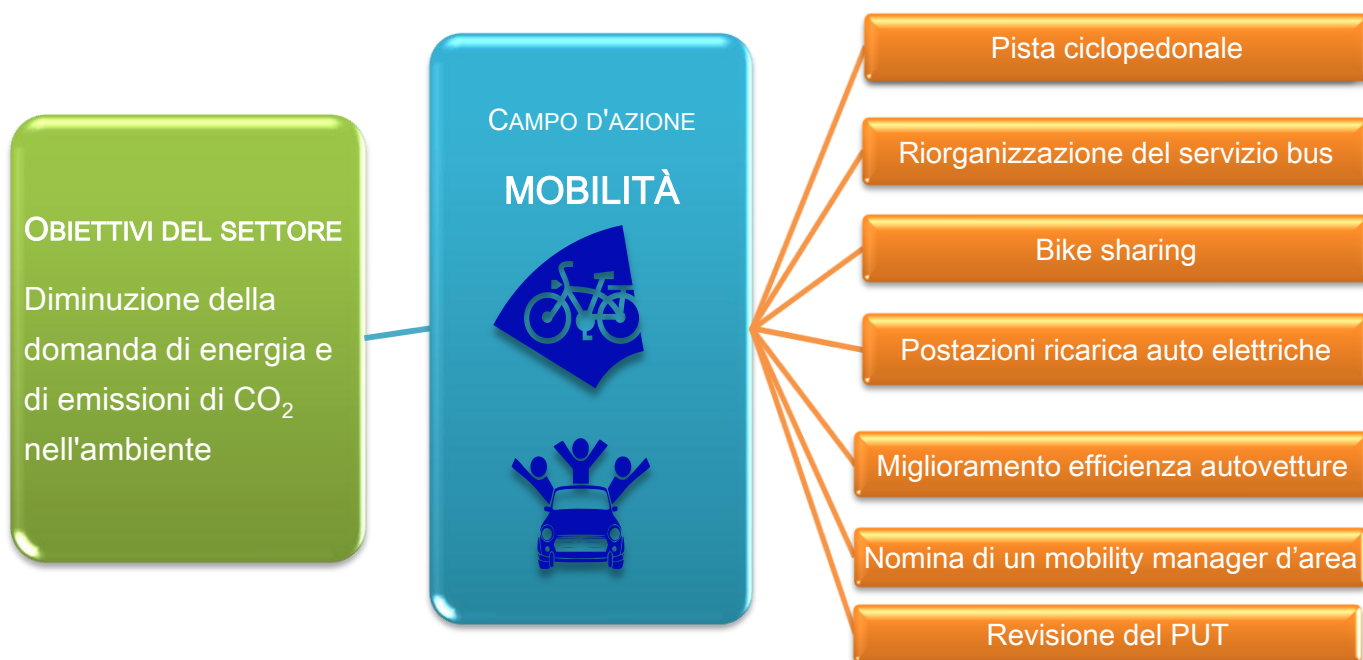 OBIETTIVI DEL SETTORE
Diminuzione della
domanda di energia e
di emissioni di CO₂
nell'ambiente
CAMPO D'AZIONE
MOBILITÀ
Pista ciclopedonale
Riorganizzazione del servizio bus
Bike sharing
Postazioni ricarica auto elettriche
Miglioramento efficienza autovetture
Nomina di un mobility manager d’area
Revisione del PUT